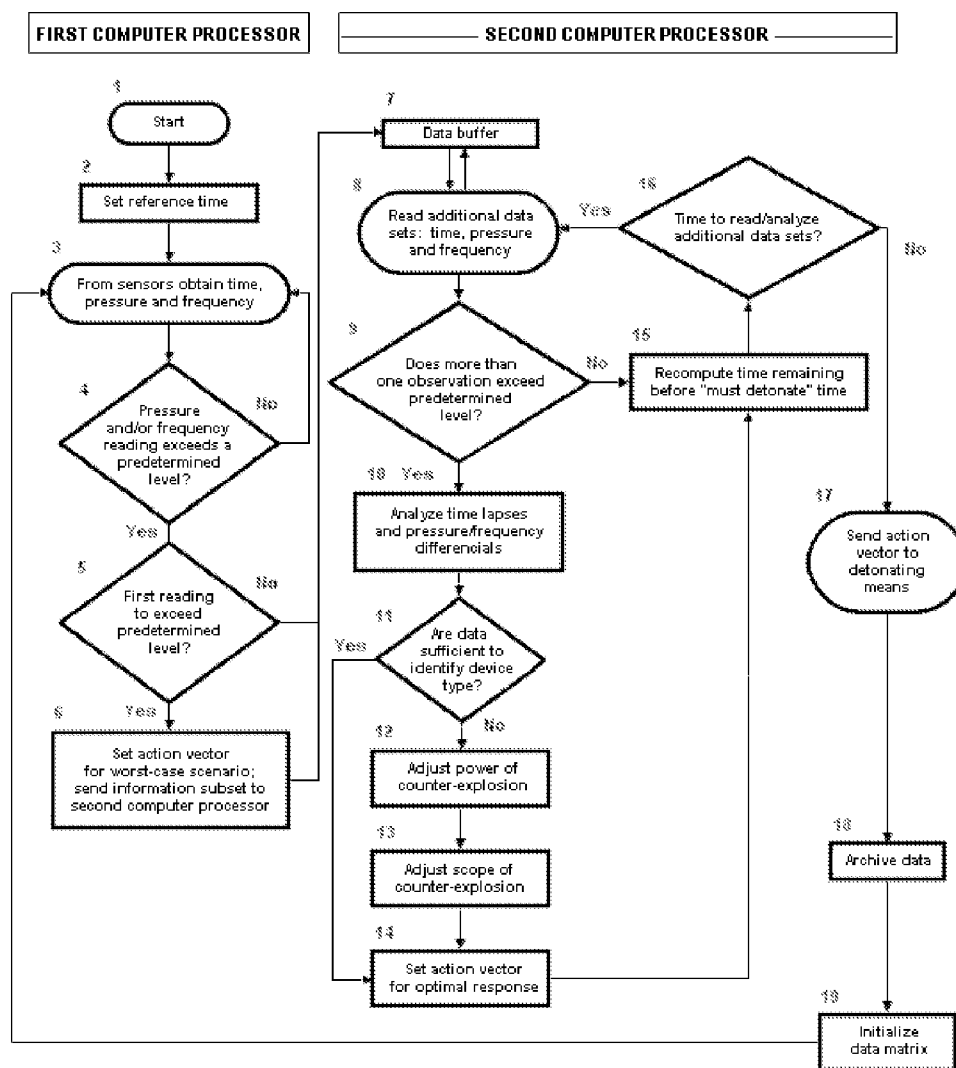 FIRST COMPUTER PROCESSOR
SECOND COMPUTER PROCESSOR
1
Start
2
Set reference time
3
From sensors obtain time,
pressure and frequency
4
Pressure
and/or frequency
reading exceeds a
predetermined
level?
No
Yes
5
First reading
to exceed
predetermined
level?
No
Yes
6
Set action vector
for worst-case scenario;
send information subset to
second computer processor
7
Data buffer
8
Read additional data
sets: time, pressure
and frequency
9
Does more than
one observation exceed
predetermined
level?
No
10 Yes
Analyze time lapses
and pressure/frequency
differencials
11
Are data
sufficient to
identify device
type?
Yes
No
12
Adjust power of
counter-explosion
13
Adjust scope of
counter-explosion
14
Set action vector
for optimal response
15
Recompute time remaining
before "must detonate" time
16
Time to read/analyze
additional data sets?
Yes
No
17
Send action
vector to
detonating
means
18
Archive data
19
Initialize
data matrix